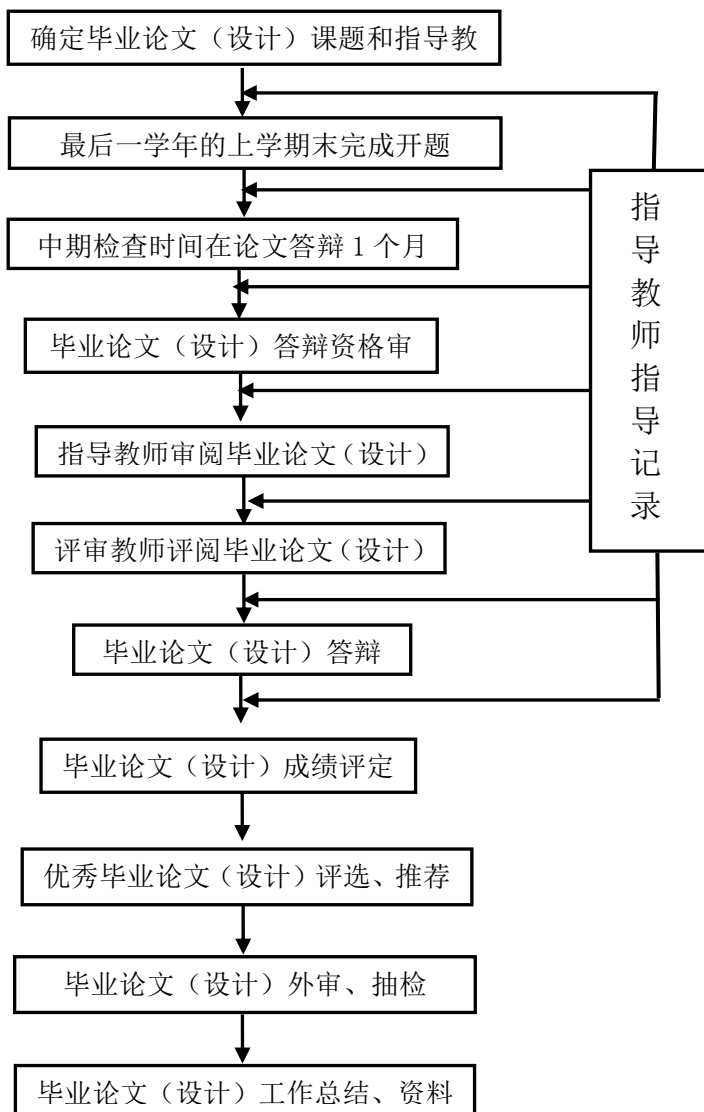 确定毕业论文（设计）课题和指导教
最后一学年的上学期末完成开题
中期检查时间在论文答辩1个月
毕业论文（设计）答辩资格审
指导教师审阅毕业论文（设计）
评审教师评阅毕业论文（设计）
毕业论文（设计）答辩
毕业论文（设计）成绩评定
优秀毕业论文（设计）评选、推荐
毕业论文（设计）外审、抽检
毕业论文（设计）工作总结、资料
指导教师指导记录